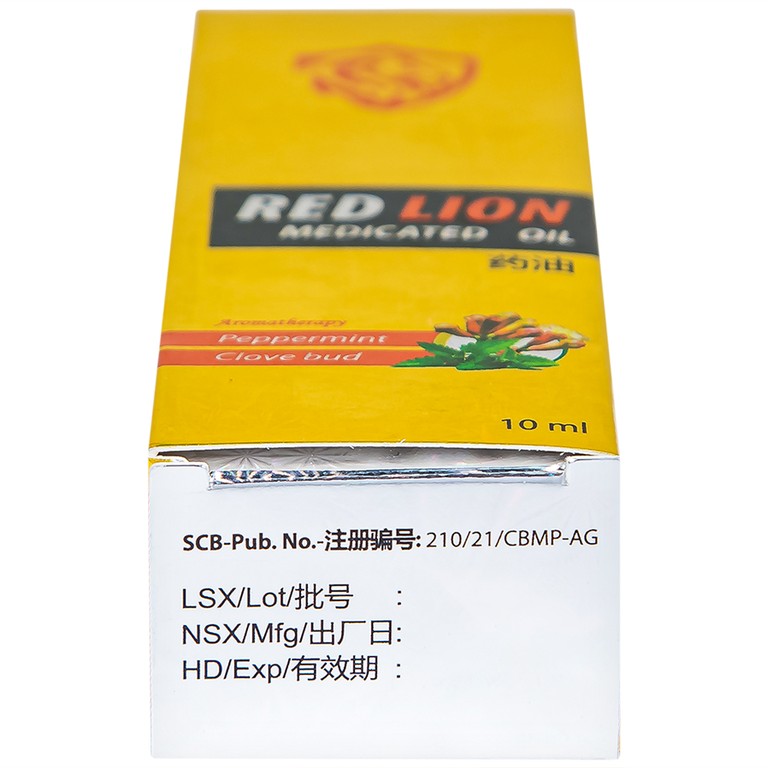 RED LION
MEDICATED OIL
药油
Aromatherapy
Peppermint
Clove bud
10 ml
SCB-Pub. No.-注册骗号: 210/21/CBMP-AG
LSX/Lot/批号 :
NSX/Mfg/出厂日:
HD/Exp/有效期 :